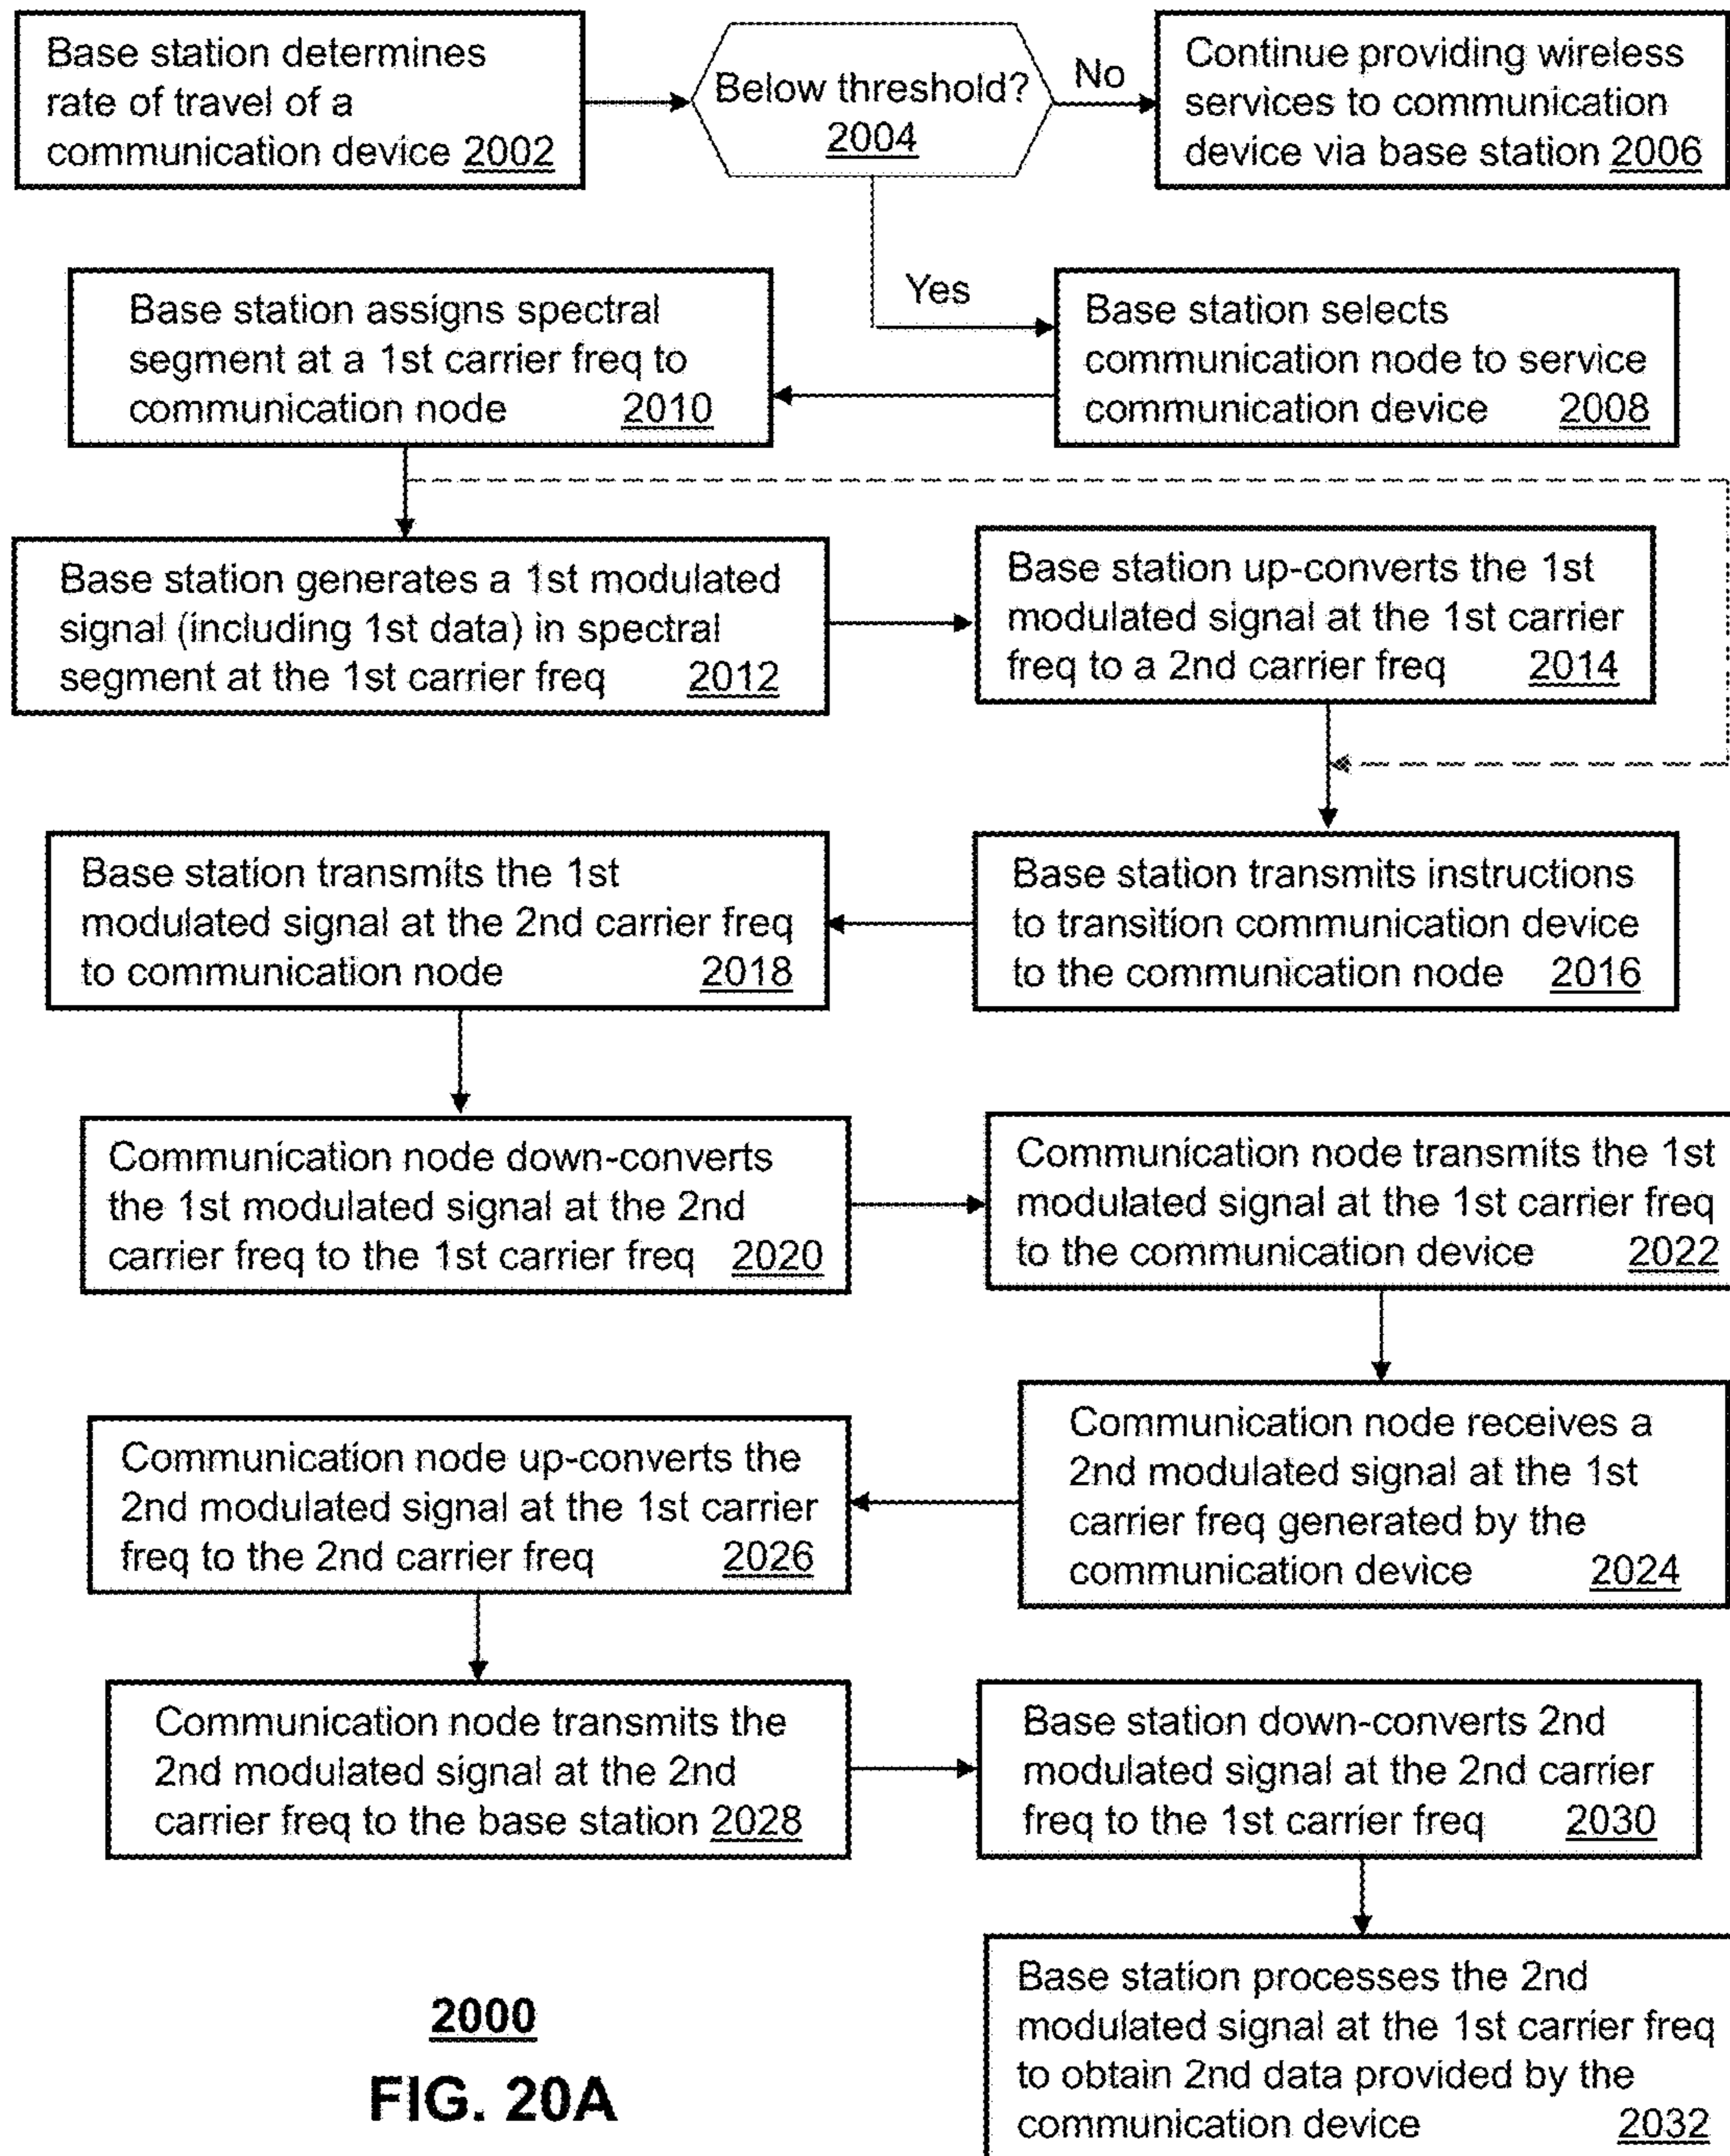 Base station determines
rate of travel of a
communication device 2002
Below threshold?
2004
No
Continue providing wireless
services to communication
device via base station 2006
Yes
Base station selects
communication node to service
communication device 2008
Base station assigns spectral
segment at a 1st carrier freq to
communication node 2010
Base station generates a 1st modulated
signal (including 1st data) in spectral
segment at the 1st carrier freq 2012
Base station up-converts the 1st
modulated signal at the 1st carrier
freq to a 2nd carrier freq 2014
Base station transmits instructions
to transition communication device
to the communication node 2016
Base station transmits the 1st
modulated signal at the 2nd carrier freq
to communication node 2018
Communication node down-converts
the 1st modulated signal at the 2nd
carrier freq to the 1st carrier freq 2020
Communication node transmits the 1st
modulated signal at the 1st carrier freq
to the communication device 2022
Communication node receives a
2nd modulated signal at the 1st
carrier freq generated by the
communication device 2024
Communication node up-converts the
2nd modulated signal at the 1st carrier
freq to the 2nd carrier freq 2026
Communication node transmits the
2nd modulated signal at the 2nd
carrier freq to the base station 2028
Base station down-converts 2nd
modulated signal at the 2nd carrier
freq to the 1st carrier freq 2030
Base station processes the 2nd
modulated signal at the 1st carrier freq
to obtain 2nd data provided by the
communication device 2032
2000
FIG. 20A